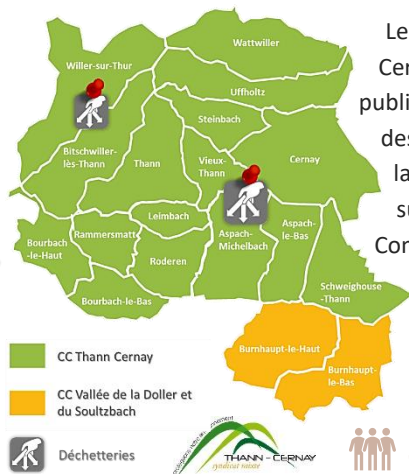 Wattwiller
Willer-sur-Thur
Uffholtz
Steinbach
Bitschwiller-
lès-Thann
Thann
Vieux-
Thann
Cernay
Leimbach
Bourbach
-le-Haut
Rammersmatt
Roderen
Aspach-
Michelbach
Aspach-
le-Bas
Bourbach-le-Bas
Schweighouse
-Thann
Burnhaupt-le-Haut
Burnhaupt-
le-Bas
CC Thann Cernay
CC Vallée de la Doller et
du Soultzbach
Déchetteries
THANN - CERNAY
syndicat mixte
Le
Cer
publi
des
la
su
Con